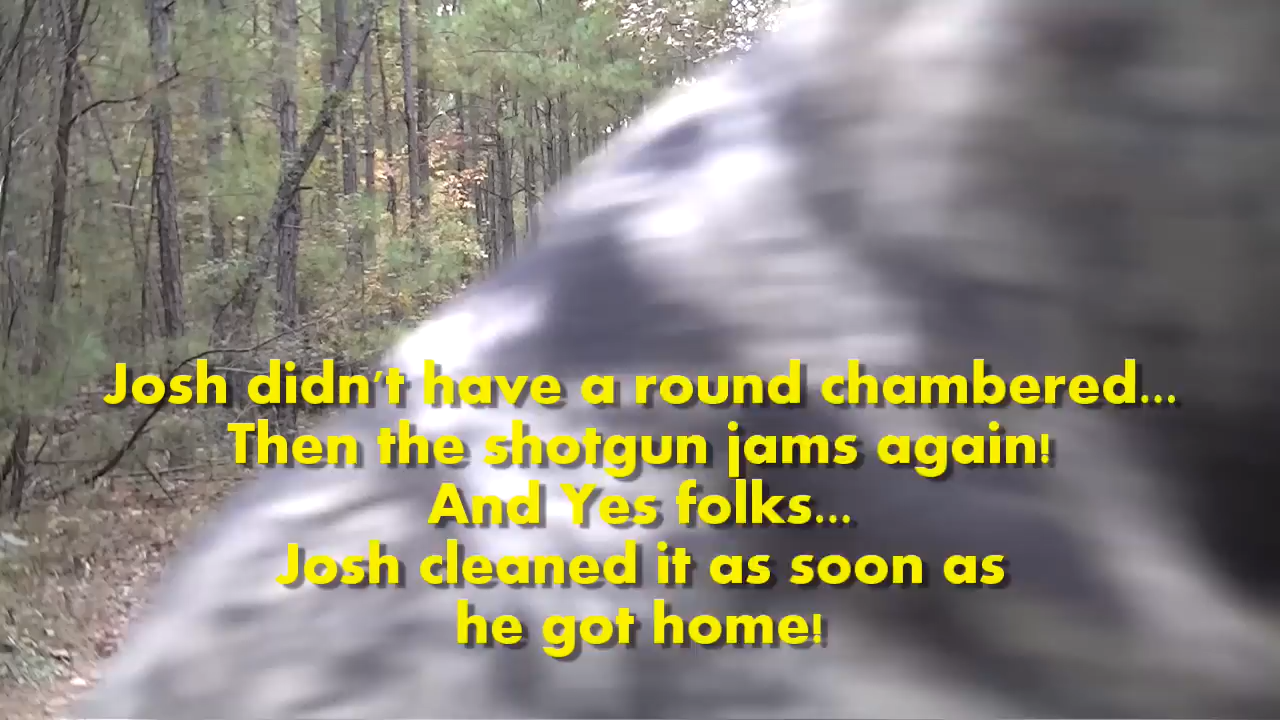 Josh didn't have a round chambered...
Then the shotgun jams again!
And Yes folks...
Josh cleaned it as soon as
he got home!